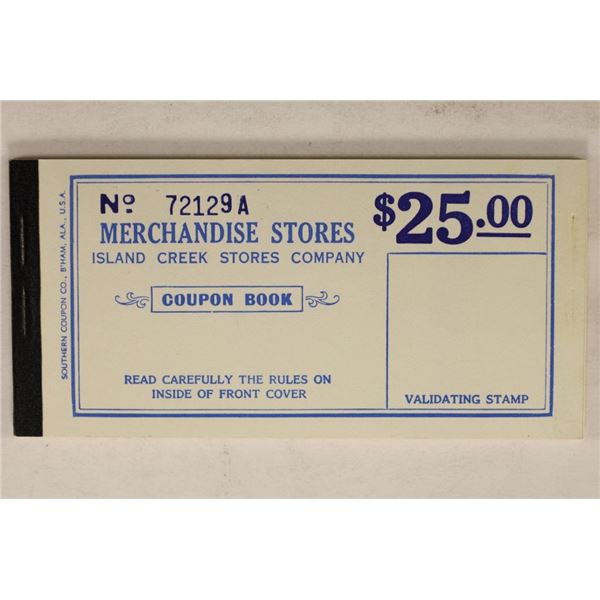 Nº 72129A
$25.00
MERCHANDISE STORES
ISLAND CREEK STORES COMPANY
COUPON BOOK
READ CAREFULLY THE RULES ON
INSIDE OF FRONT COVER
VALIDATING STAMP
SOUTHERN COUPON CO., B'HAM, ALA., U.S.A.